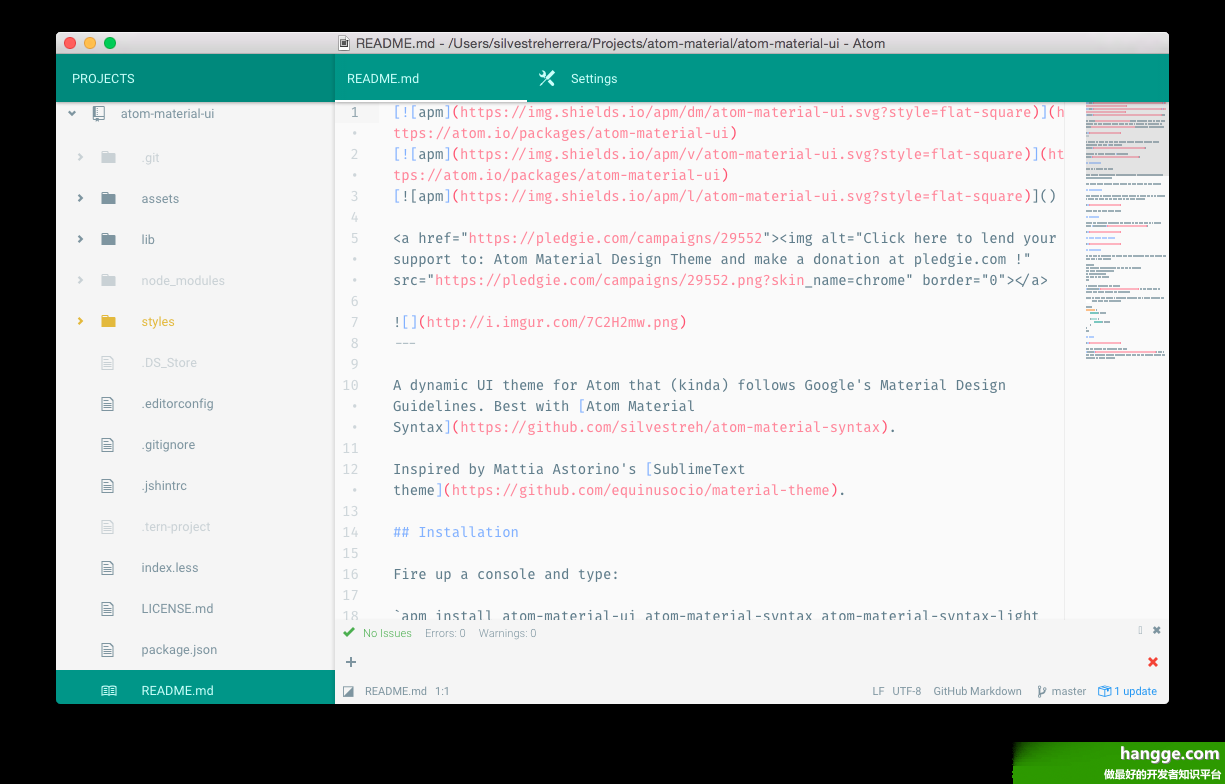 README.md - /Users/silvestreherrera/Projects/atom-material/atom-material-ui - Atom
PROJECTS
README.md
Settings
atom-material-ui
.git
assets
lib
node_modules
styles
.DS_Store
.editorconfig
.gitignore
.jshintrc
.tern-project
index.less
LICENSE.md
package.json
README.md
1 [![apm](https://img.shields.io/apm/dm/atom-material-ui.svg?style=flat-square)](h
• ttps://atom.io/packages/atom-material-ui)
2 [![apm](https://img.shields.io/apm/v/atom-material-ui.svg?style=flat-square)](ht
• tps://atom.io/packages/atom-material-ui)
3 [![apm](https://img.shields.io/apm/l/atom-material-ui.svg?style=flat-square)]()
4
5 <a href="https://pledgie.com/campaigns/29552"><img alt="Click here to lend your
• support to: Atom Material Design Theme and make a donation at pledgie.com !"
• src="https://pledgie.com/campaigns/29552.png?skin_name=chrome" border="0"></a>
6
7 ![](http://i.imgur.com/7C2H2mw.png)
8 ---
9
10 A dynamic UI theme for Atom that (kinda) follows Google's Material Design
• Guidelines. Best with [Atom Material
• Syntax](https://github.com/silvestreh/atom-material-syntax).
11
12 Inspired by Mattia Astorino's [SublimeText
• theme](https://github.com/equinusocio/material-theme).
13
14 ## Installation
15
16 Fire up a console and type:
17
18 `apm install atom-material-ui atom-material-syntax atom-material-syntax-light
No Issues Errors: 0 Warnings: 0
README.md 1:1
LF UTF-8 GitHub Markdown master 1 update
hangge.com
做最好的开发者知识平台